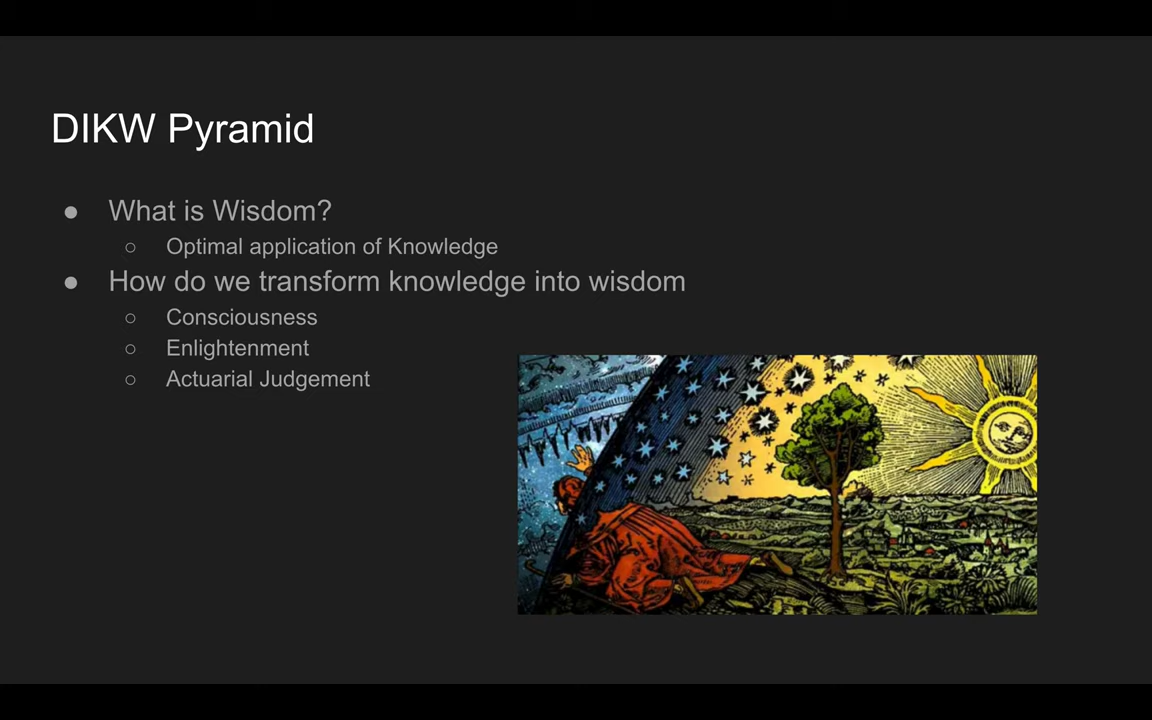 DIKW Pyramid
● What is Wisdom?
○ Optimal application of Knowledge
● How do we transform knowledge into wisdom
○ Consciousness
○ Enlightenment
○ Actuarial Judgement